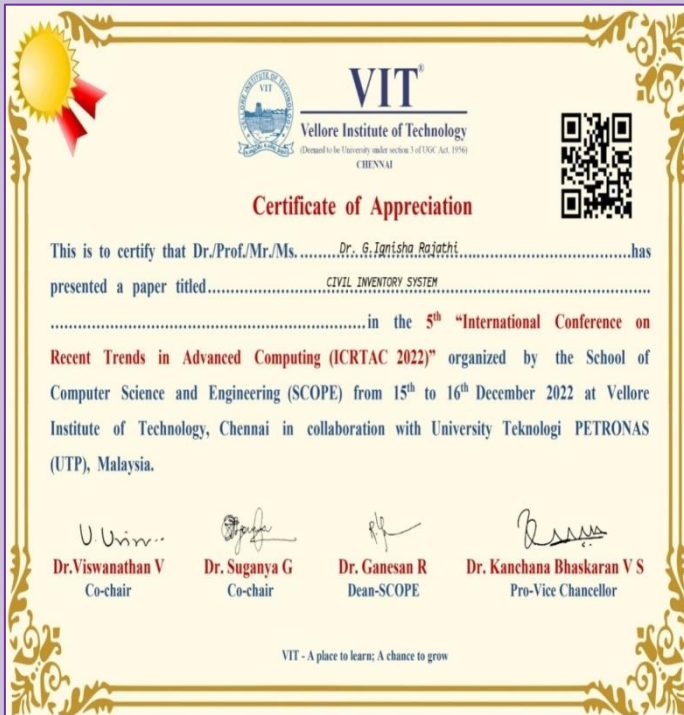 VELLORE INSTITUTE OF TECHNOLOGY
VIT
VIT®
Vellore Institute of Technology
(Deemed to be University under section 3 of UGC Act, 1956)
CHENNAI
Certificate of Appreciation
This is to certify that Dr./Prof./Mr./Ms. ..........Dr. G.Ignisha Rajathi..........has
presented a paper titled..........CIVIL INVENTORY SYSTEM..........
..........in the 5th “International Conference on
Recent Trends in Advanced Computing (ICRTAC 2022)” organized by the School of
Computer Science and Engineering (SCOPE) from 15th to 16th December 2022 at Vellore
Institute of Technology, Chennai in collaboration with University Teknologi PETRONAS
(UTP), Malaysia.
Dr.Viswanathan V Dr. Suganya G Dr. Ganesan R Dr. Kanchana Bhaskaran V S
Co-chair Co-chair Dean-SCOPE Pro-Vice Chancellor
VIT - A place to learn; A chance to grow